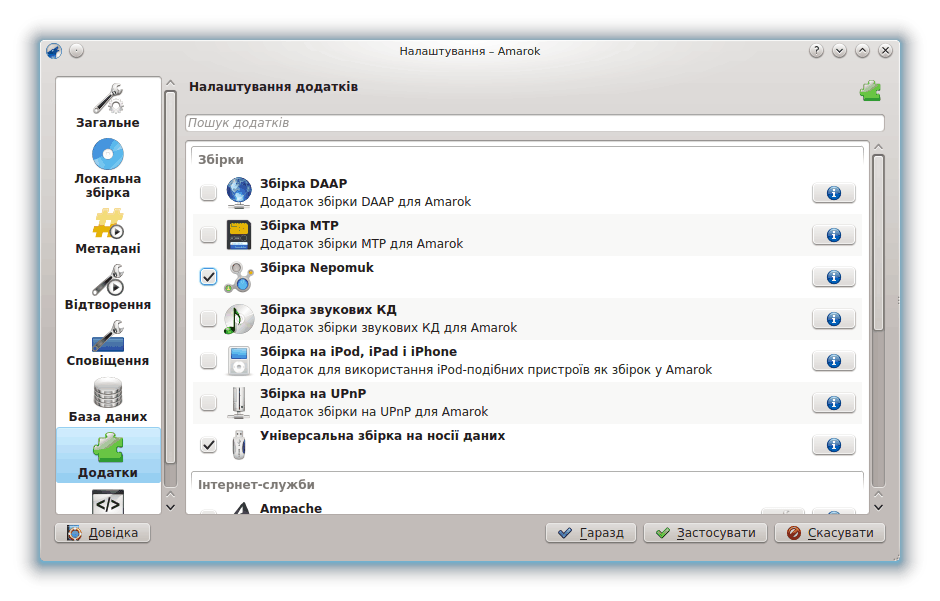 Налаштування – Amarok
Загальне
Локальна
збірка
Метадані
Відтворення
Сповіщення
База даних
Додатки
Налаштування додатків
Пошук додатків
Збірки
Збірка DAAP
Додаток збірки DAAP для Amarok
Збірка MTP
Додаток збірки MTP для Amarok
Збірка Nepomuk
Збірка звукових КД
Додаток збірки звукових КД для Amarok
Збірка на iPod, iPad і iPhone
Додаток для використання iPod-подібних пристроїв як збірок у Amarok
Збірка на UPnP
Додаток збірки на UPnP для Amarok
Універсальна збірка на носії даних
Інтернет-служби
Ampache
Довідка
Гаразд
Застосувати
Скасувати